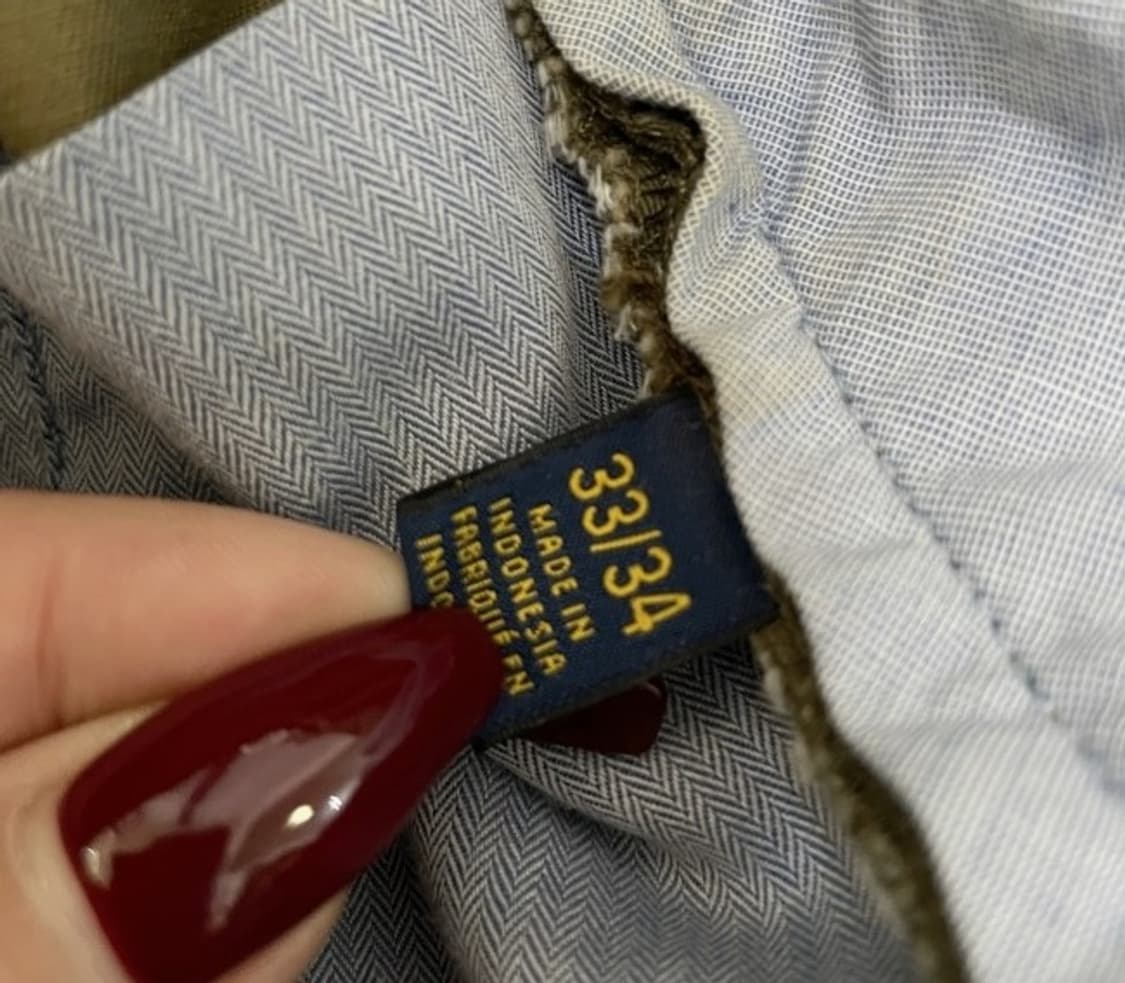 33/34
MADE IN
INDONESIA
FABRIQUÉ EN